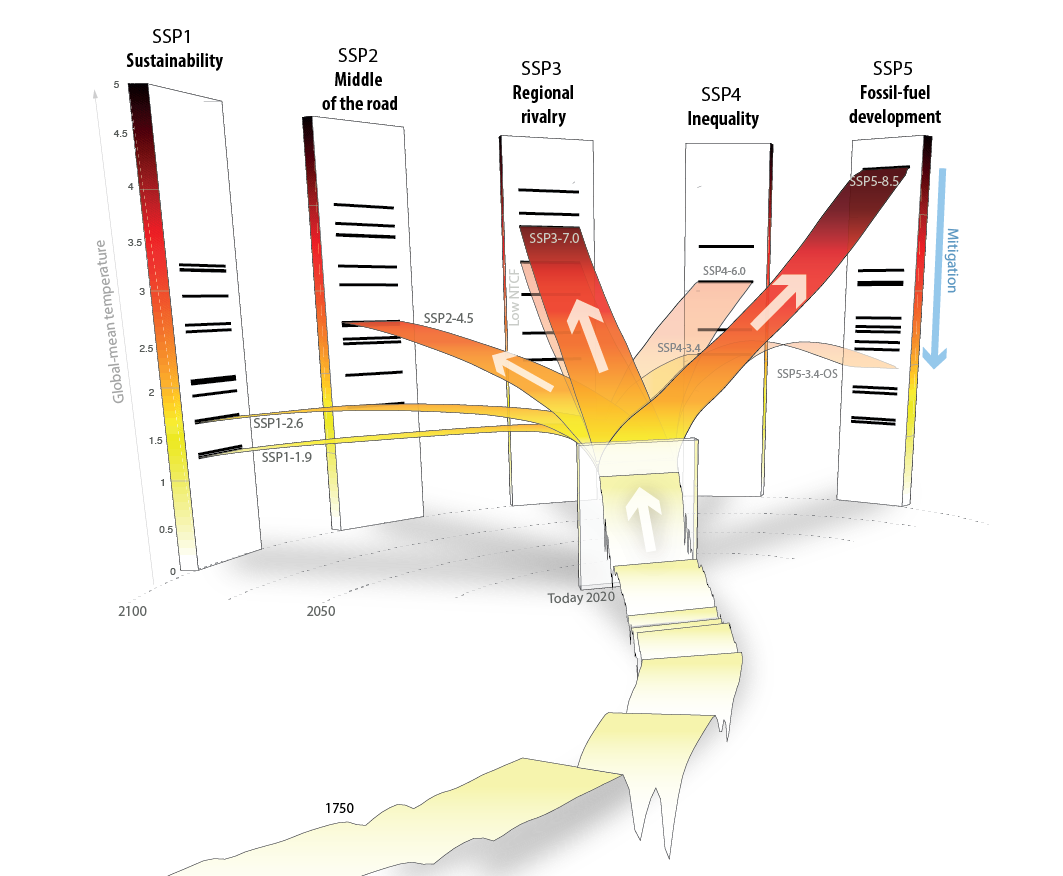 SSP1
Sustainability
SSP2
Middle
of the road
SSP3
Regional
rivalry
SSP4
Inequality
SSP5
Fossil-fuel
development
5
4.5
4
3.5
3
2.5
2
1.5
1
0.5
0
Global-mean temperature
SSP5-8.5
SSP3-7.0
SSP4-6.0
Low NTCF
SSP2-4.5
SSP4-3.4
SSP5-3.4-OS
SSP1-2.6
SSP1-1.9
Mitigation
2100
2050
Today 2020
1750